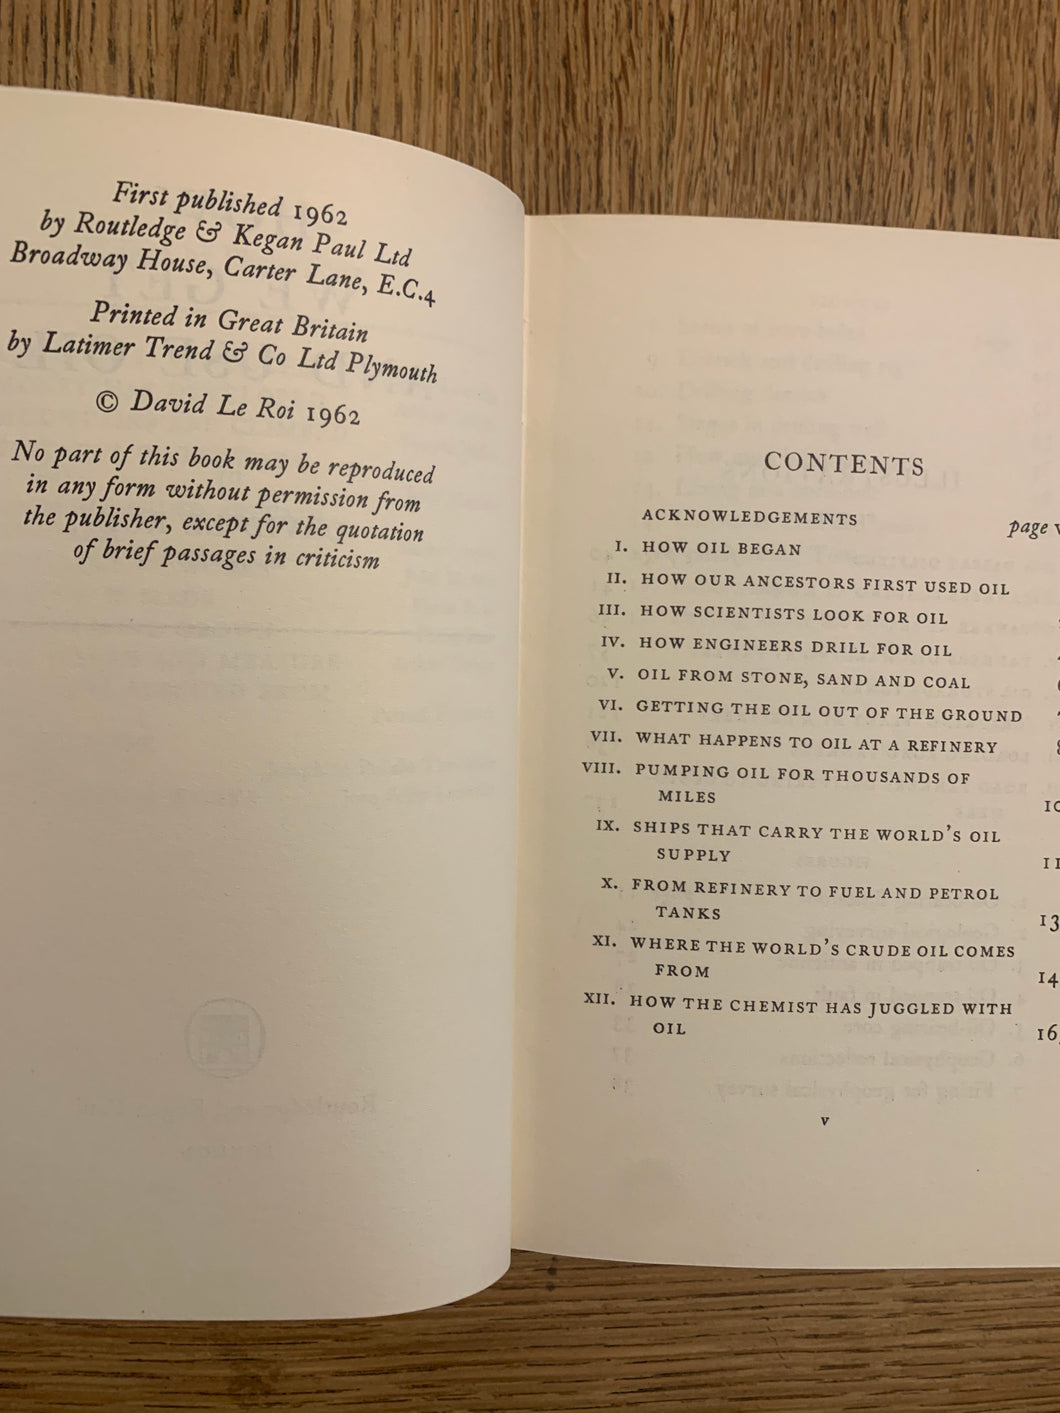 First published 1962
by Routledge & Kegan Paul Ltd
Broadway House, Carter Lane, E.C.4
Printed in Great Britain
by Latimer Trend & Co Ltd Plymouth
© David Le Roi 1962
No part of this book may be reproduced
in any form without permission from
the publisher, except for the quotation
of brief passages in criticism
CONTENTS
ACKNOWLEDGEMENTS page
I. HOW OIL BEGAN
II. HOW OUR ANCESTORS FIRST USED OIL
III. HOW SCIENTISTS LOOK FOR OIL
IV. HOW ENGINEERS DRILL FOR OIL
V. OIL FROM STONE, SAND AND COAL
VI. GETTING THE OIL OUT OF THE GROUND
VII. WHAT HAPPENS TO OIL AT A REFINERY
VIII. PUMPING OIL FOR THOUSANDS OF
MILES
IX. SHIPS THAT CARRY THE WORLD'S OIL
SUPPLY
X. FROM REFINERY TO FUEL AND PETROL
TANKS
XI. WHERE THE WORLD'S CRUDE OIL COMES
FROM
XII. HOW THE CHEMIST HAS JUGGLED WITH
OIL
v